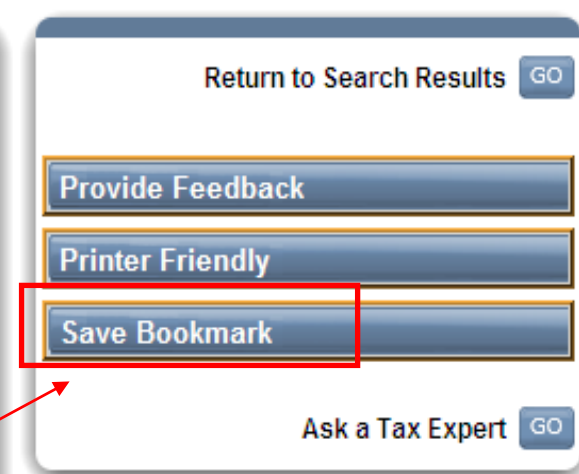 Return to Search Results GO
Provide Feedback
Printer Friendly
Save Bookmark
Ask a Tax Expert GO